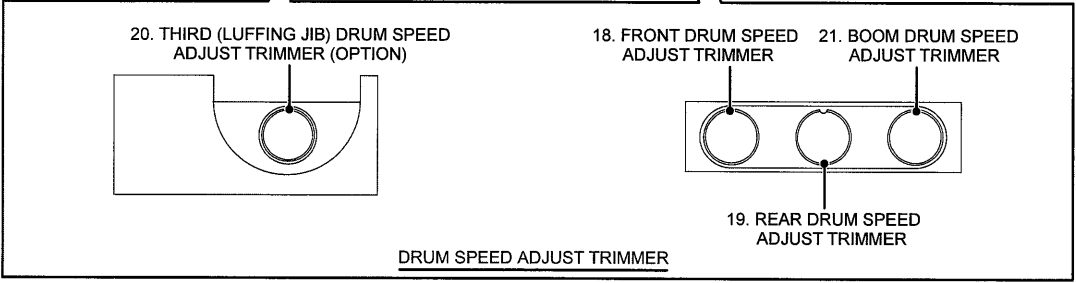 20. THIRD (LUFFING JIB) DRUM SPEED
ADJUST TRIMMER (OPTION)
18. FRONT DRUM SPEED
ADJUST TRIMMER
21. BOOM DRUM SPEED
ADJUST TRIMMER
19. REAR DRUM SPEED
ADJUST TRIMMER
DRUM SPEED ADJUST TRIMMER